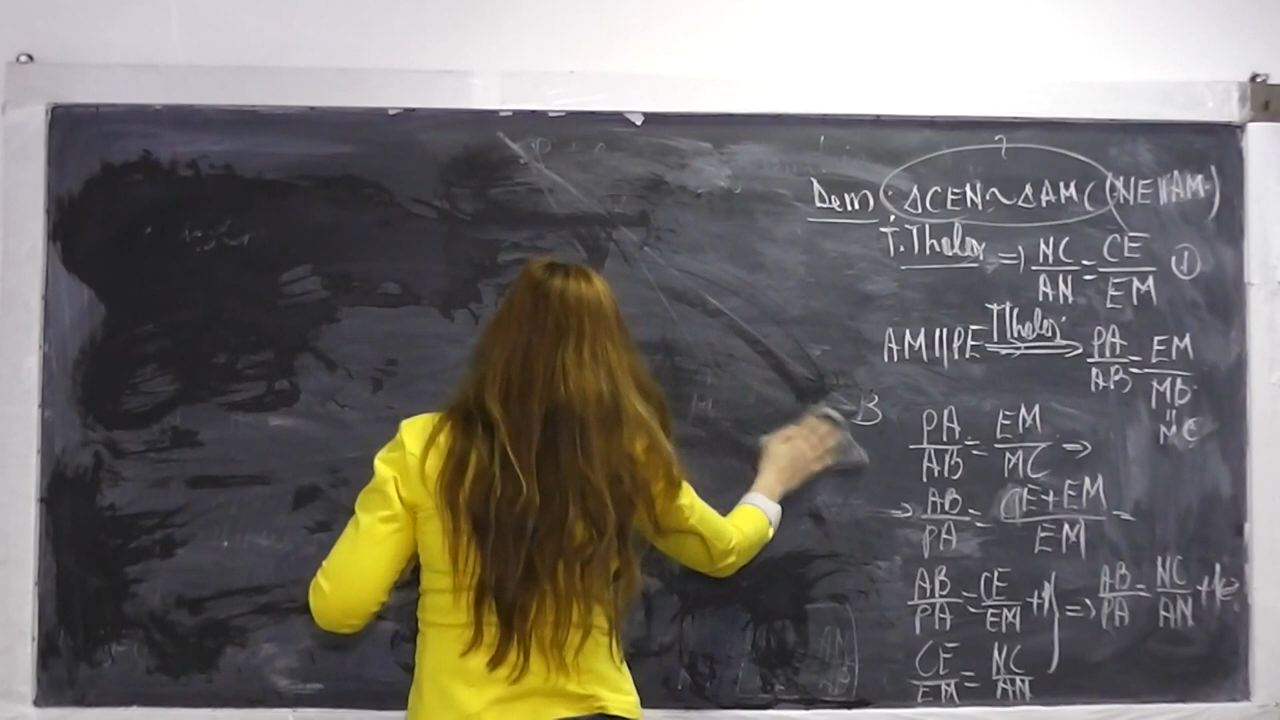 ?
Dem: ΔCEN ~ ΔAMC (NE||AM)
T. Thales => NC/AN = CE/EM ①
AM||PE =T Thales=> PA/AB = EM/MB
=
MC
B
PA/AB = EM/MC =>
=> AB/PA = CE+EM/EM =
AB/PA = CE/EM + 1 } => AB/PA = NC/AN +
CE/EM = NC/AN